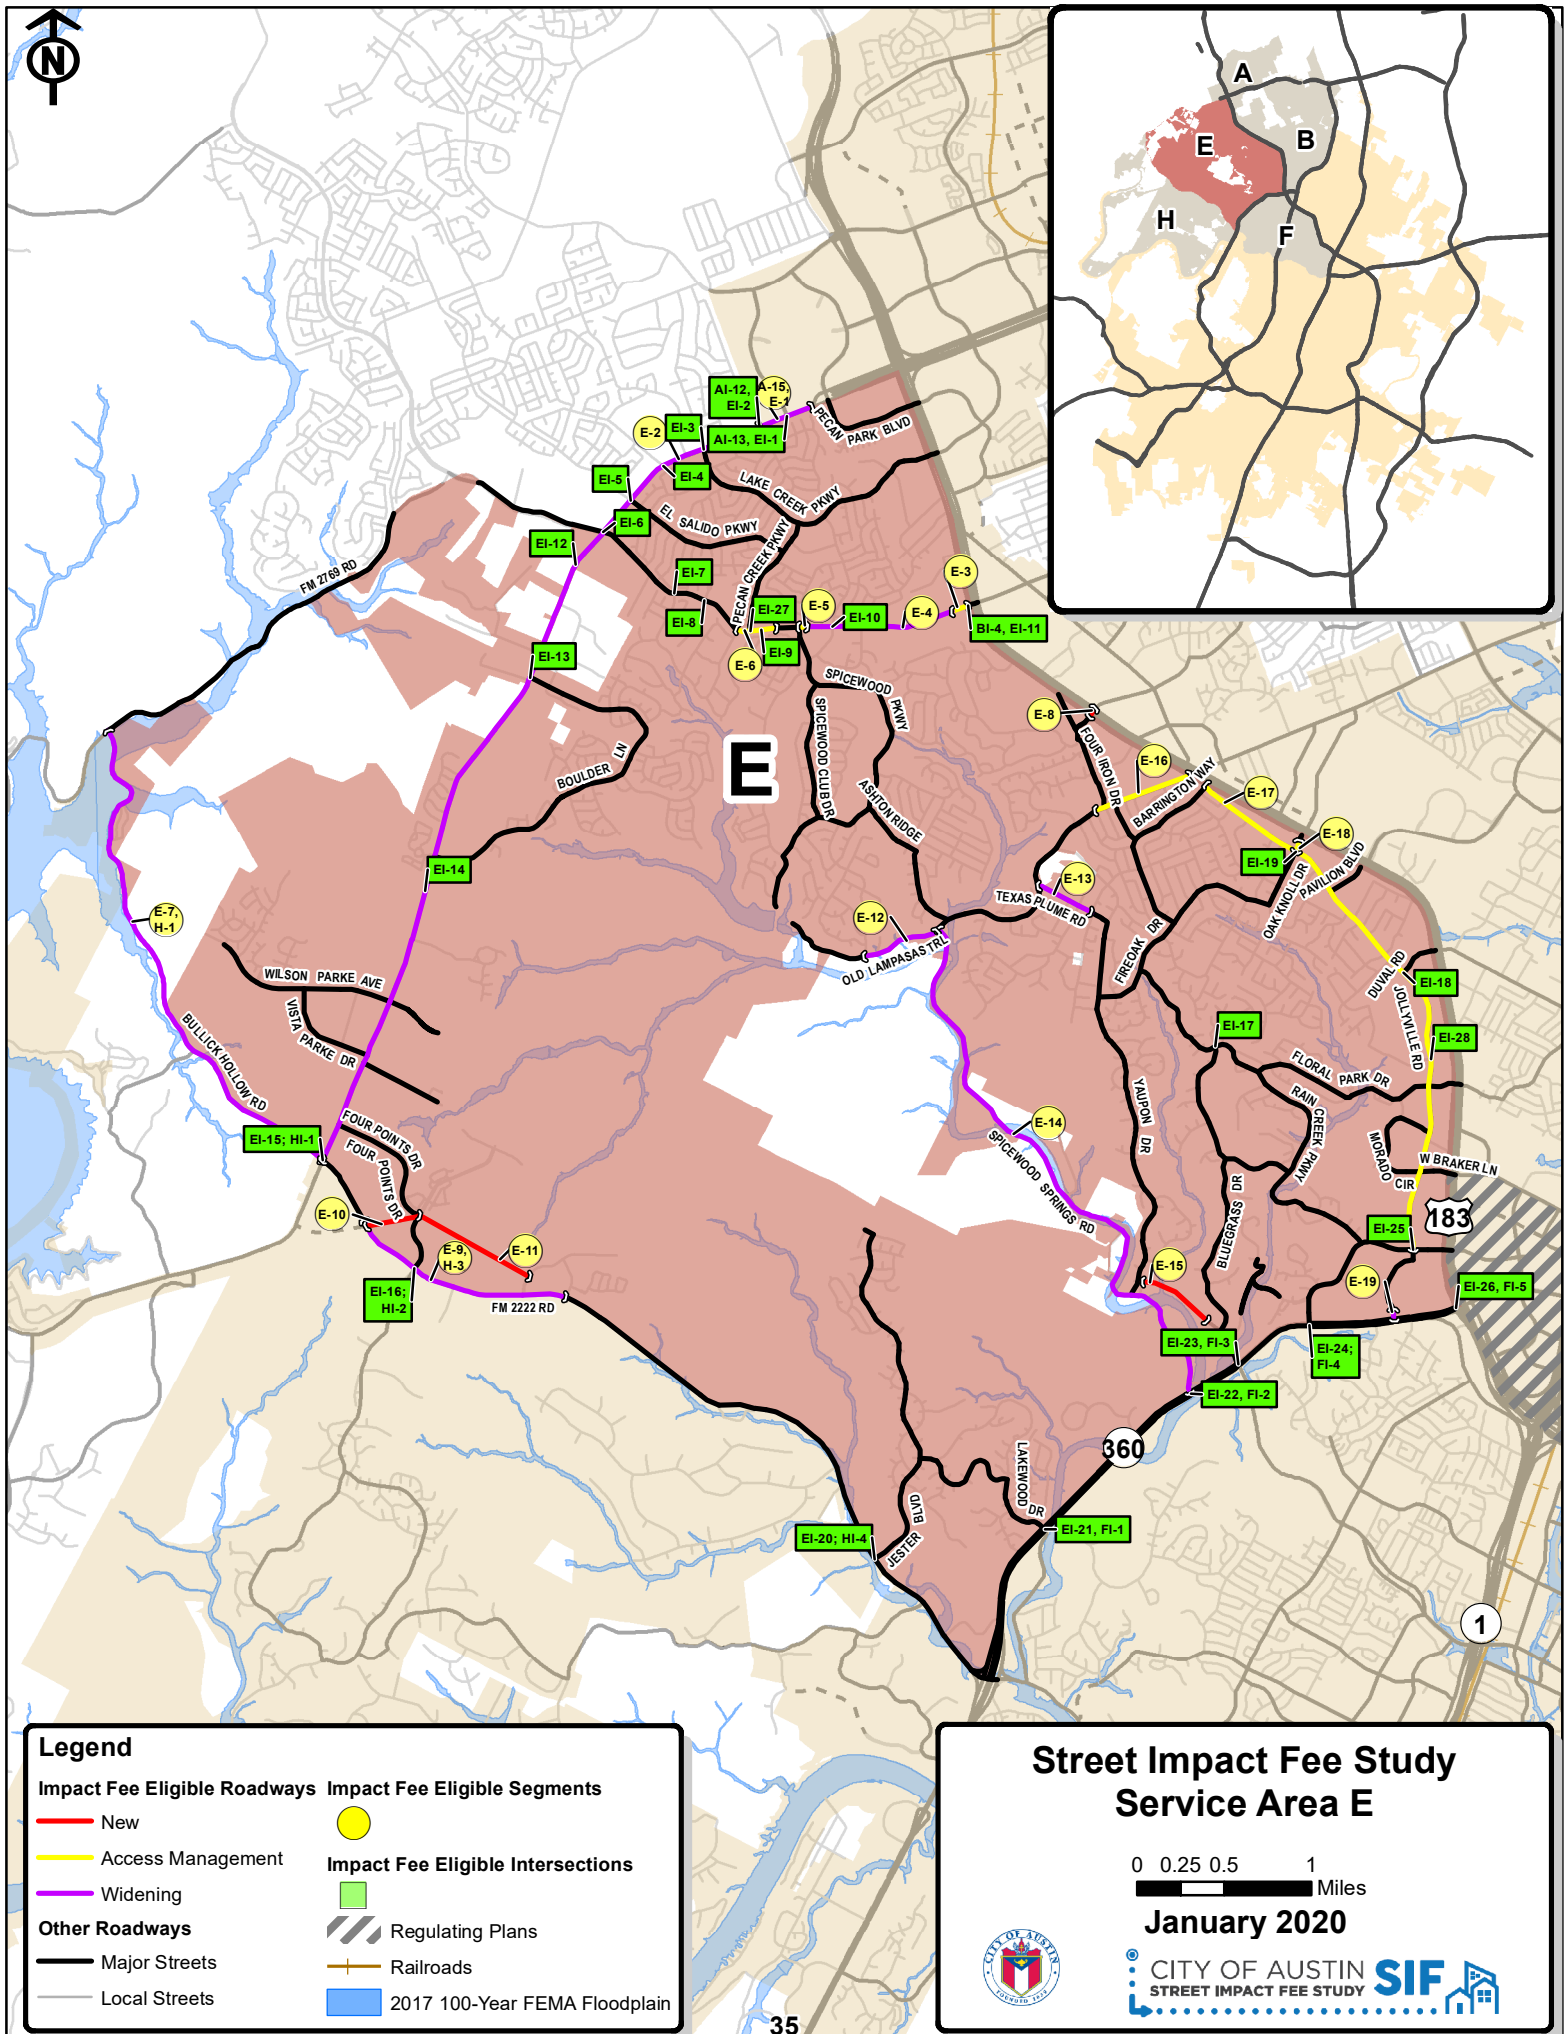 N
A
B
E
H
F
AI-12,
EI-2
A-15,
E-1
E-2
EI-3
AI-13, EI-1
PECAN PARK BLVD
EI-4
EI-5
LAKE CREEK PKWY
EI-6
EL SALIDO PKWY
EI-12
FM 2769 RD
EI-7
PECAN CREEK PKWY
E-3
EI-27
E-5
EI-10
E-4
EI-8
BI-4, EI-11
EI-9
E-6
EI-13
SPICEWOOD PKWY
E-8
SPICEWOOD CLUB DR
FOUR IRON DR
E
BOULDER LN
E-16
BARRINGTON WAY
E-17
ASHTON RIDGE
E-18
EI-19
PAVILION BLVD
EI-14
OAK KNOLL DR
E-13
TEXAS PLUME RD
E-7,
H-1
E-12
OLD LAMPASAS TRL
FIREOAK DR
DUVAL RD
WILSON PARKE AVE
EI-18
JOLLYVILLE RD
VISTA PARKE DR
EI-17
EI-28
BULLICK HOLLOW RD
FLORAL PARK DR
RAIN CREEK PKWY
YAUPON DR
FOUR POINTS DR
E-14
EI-15; HI-1
FOUR POINTS DR
SPICEWOOD SPRINGS RD
MORADO CIR
W BRAKER LN
BLUEGRASS DR
E-10
183
EI-25
E-9,
H-3
E-11
E-15
E-19
EI-16;
HI-2
EI-26, FI-5
FM 2222 RD
EI-23, FI-3
EI-24;
FI-4
EI-22, FI-2
360
LAKEWOOD DR
JESTER BLVD
EI-20; HI-4
EI-21, FI-1
1
Legend
Impact Fee Eligible Roadways
New
Access Management
Widening
Other Roadways
Major Streets
Local Streets
Impact Fee Eligible Segments
Impact Fee Eligible Intersections
Regulating Plans
Railroads
2017 100-Year FEMA Floodplain
Street Impact Fee Study
Service Area E
0 0.25 0.5 1
Miles
January 2020
CITY OF AUSTIN
FOUNDED 1839
CITY OF AUSTIN
STREET IMPACT FEE STUDY
SIF
35